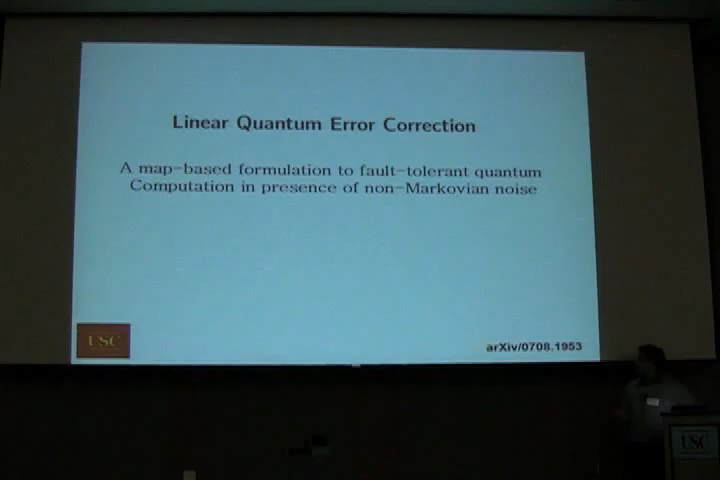 Linear Quantum Error Correction
A map-based formulation to fault-tolerant quantum
Computation in presence of non-Markovian noise
USC
arXiv/0708.1953
USC